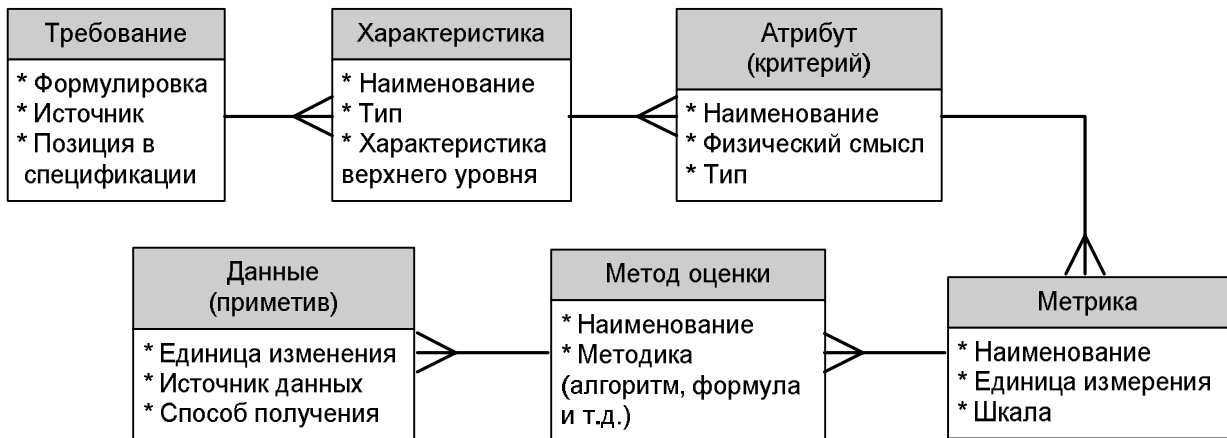 Требование
* Формулировка
* Источник
* Позиция в
спецификации
Характеристика
* Наименование
* Тип
* Характеристика
верхнего уровня
Атрибут
(критерий)
* Наименование
* Физический смысл
* Тип
Данные
(приметив)
* Единица изменения
* Источник данных
* Способ получения
Метод оценки
* Наименование
* Методика
(алгоритм, формула
и т.д.)
Метрика
* Наименование
* Единица измерения
* Шкала